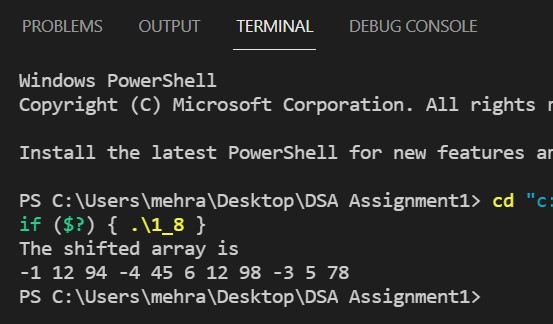 PROBLEMS OUTPUT TERMINAL DEBUG CONSOLE
Windows PowerShell
Copyright (C) Microsoft Corporation. All rights
Install the latest PowerShell for new features
PS C:\Users\mehra\Desktop\DSA Assignment1> cd "c:
if ($?) { .\1_8 }
The shifted array is
-1 12 94 -4 45 6 12 98 -3 5 78
PS C:\Users\mehra\Desktop\DSA Assignment1>